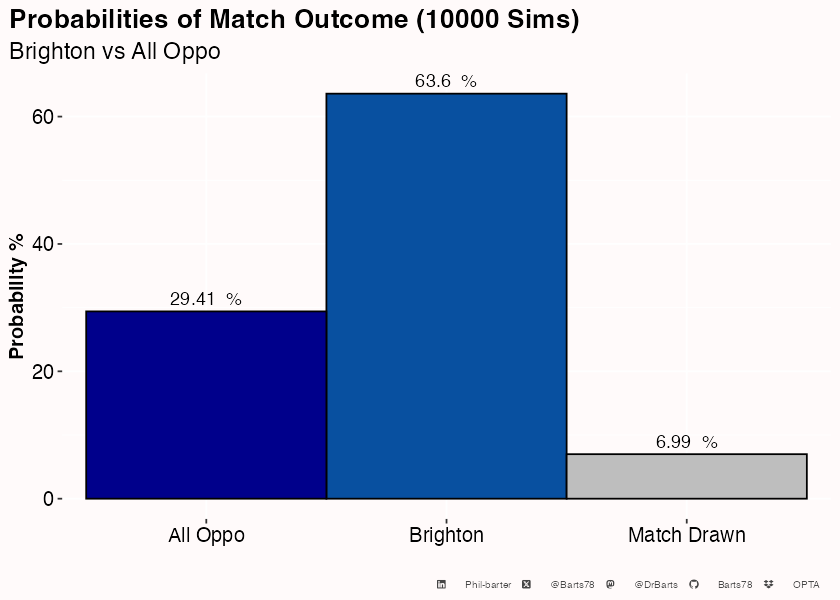 Probabilities of Match Outcome (10000 Sims)
Brighton vs All Oppo
63.6 %
60
Probability %
40
29.41 %
20
6.99 %
0
All Oppo Brighton Match Drawn
Phil-barter @Barts78 @DrBarts Barts78 OPTA